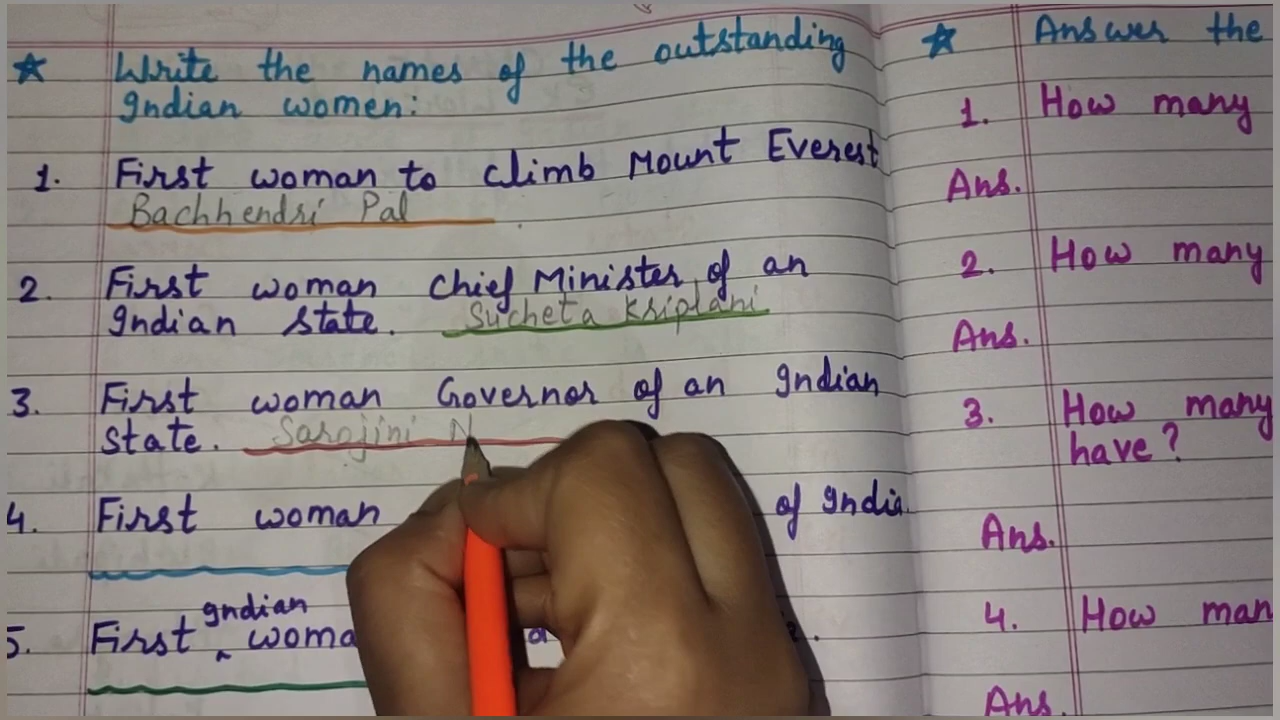 ★ Write the names of the outstanding
Indian women:
1. First woman to climb Mount Everest
Bachhendri Pal .
2. First woman Chief Minister of an
Indian state. Sucheta Kriplani
3. First woman Governor of an Indian
state. Sarojini N
4. First woman of India.
Indian
5. First ^ woma
★ Answer the
1. How many
Ans.
2. How many
Ans.
3. How many
have?
Ans.
4. How man
Ans.